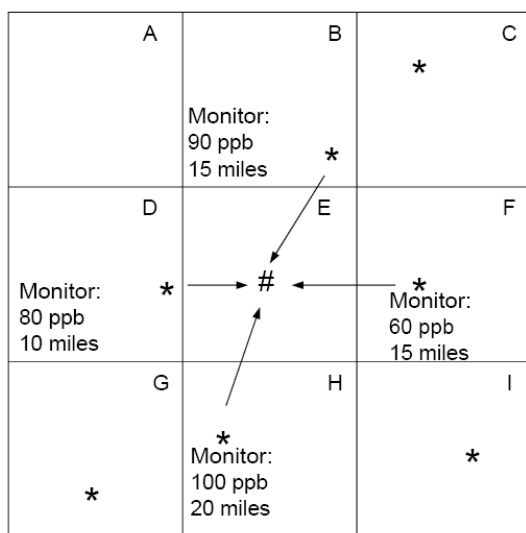 A
B
C
*
Monitor:
90 ppb
15 miles
*
D
E
F
*
#
*
Monitor:
80 ppb
10 miles
Monitor:
60 ppb
15 miles
G
H
I
*
Monitor:
100 ppb
20 miles
*
*